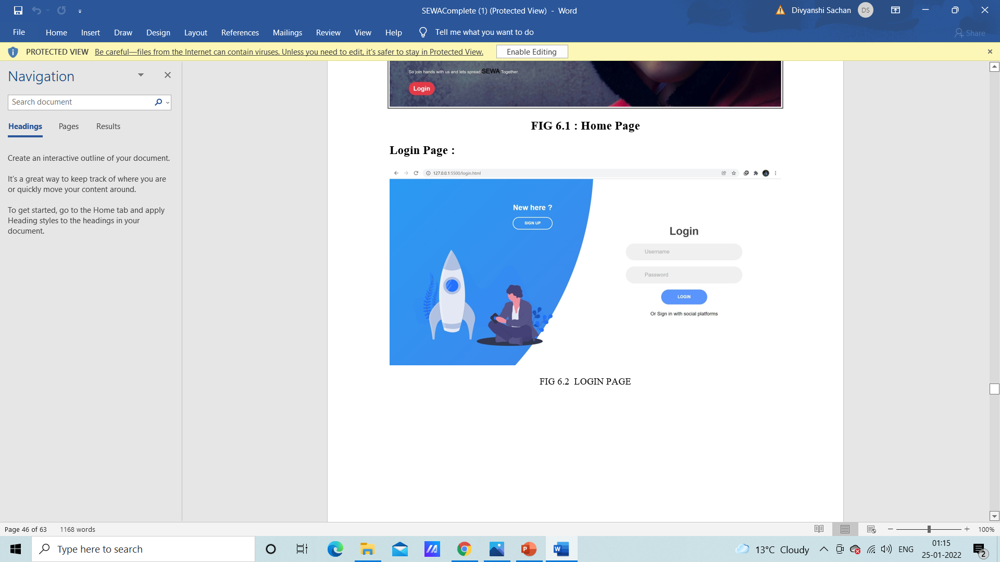 SEWAComplete (1) (Protected View) - Word
Divyanshi Sachan
DS
File Home Insert Draw Design Layout References Mailings Review View Help Tell me what you want to do
Share
PROTECTED VIEW Be careful—files from the Internet can contain viruses. Unless you need to edit, it's safer to stay in Protected View. Enable Editing
Navigation
Search document
Headings Pages Results
Create an interactive outline of your document.
It's a great way to keep track of where you are
or quickly move your content around.
To get started, go to the Home tab and apply
Heading styles to the headings in your
document.
So join hands with us and lets spread SEWA Together.
Login
FIG 6.1 : Home Page
Login Page :
127.0.0.1:5500/login.html
New here ?
SIGN UP
Login
Username
Password
LOGIN
Or Sign in with social platforms
FIG 6.2 LOGIN PAGE
Page 46 of 63 1168 words
100%
Type here to search
13°C Cloudy
ENG
01:15
25-01-2022
2